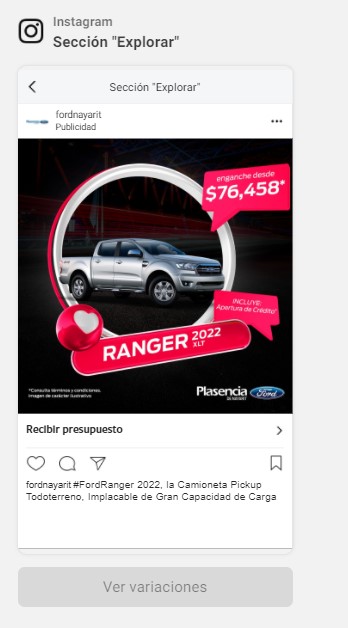 Instagram
Sección "Explorar"
Sección "Explorar"
fordnayarit
Publicidad
enganche desde
$76,458*
INCLUYE:
Apertura de Crédito*
RANGER 2022
XLT
*Consulta términos y condiciones.
Imagen de carácter ilustrativo
Plasencia
DE NAYARIT
Ford
Recibir presupuesto
fordnayarit #FordRanger 2022, la Camioneta Pickup
Todoterreno, Implacable de Gran Capacidad de Carga
Ver variaciones